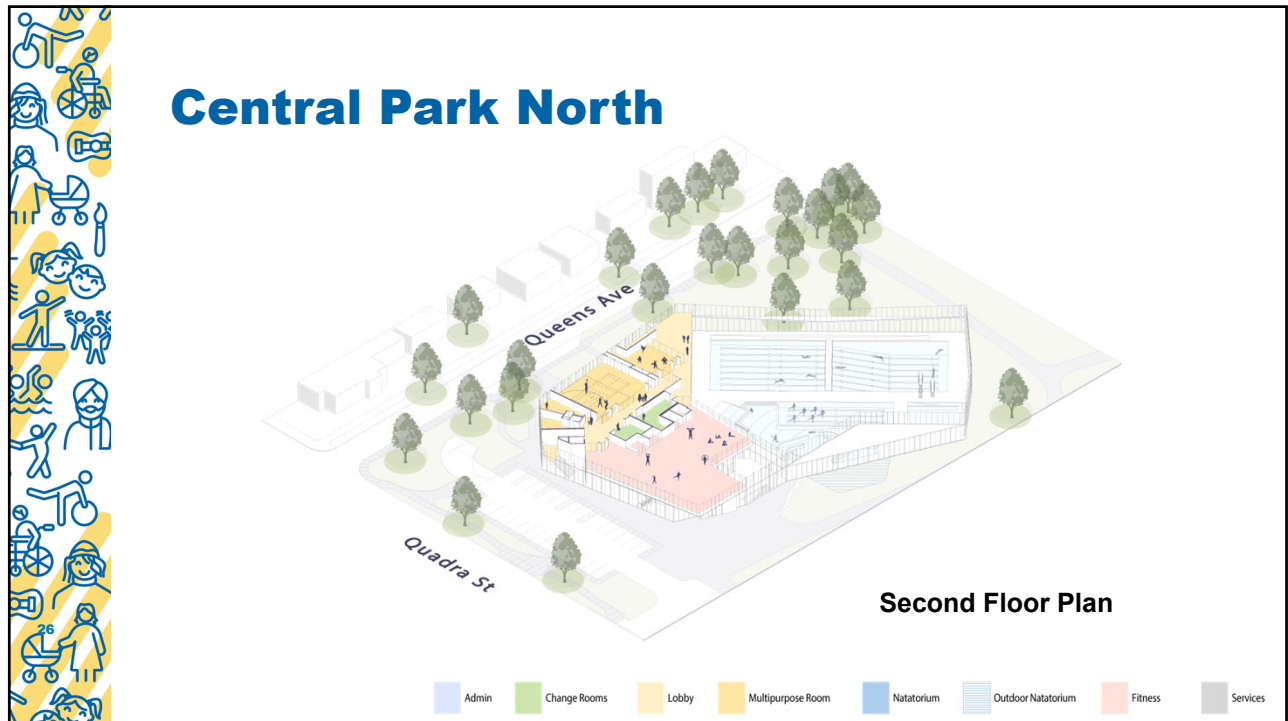 Central Park North
Queens Ave
Quadra St
Second Floor Plan
26
Admin
Change Rooms
Lobby
Multipurpose Room
Natatorium
Outdoor Natatorium
Fitness
Services